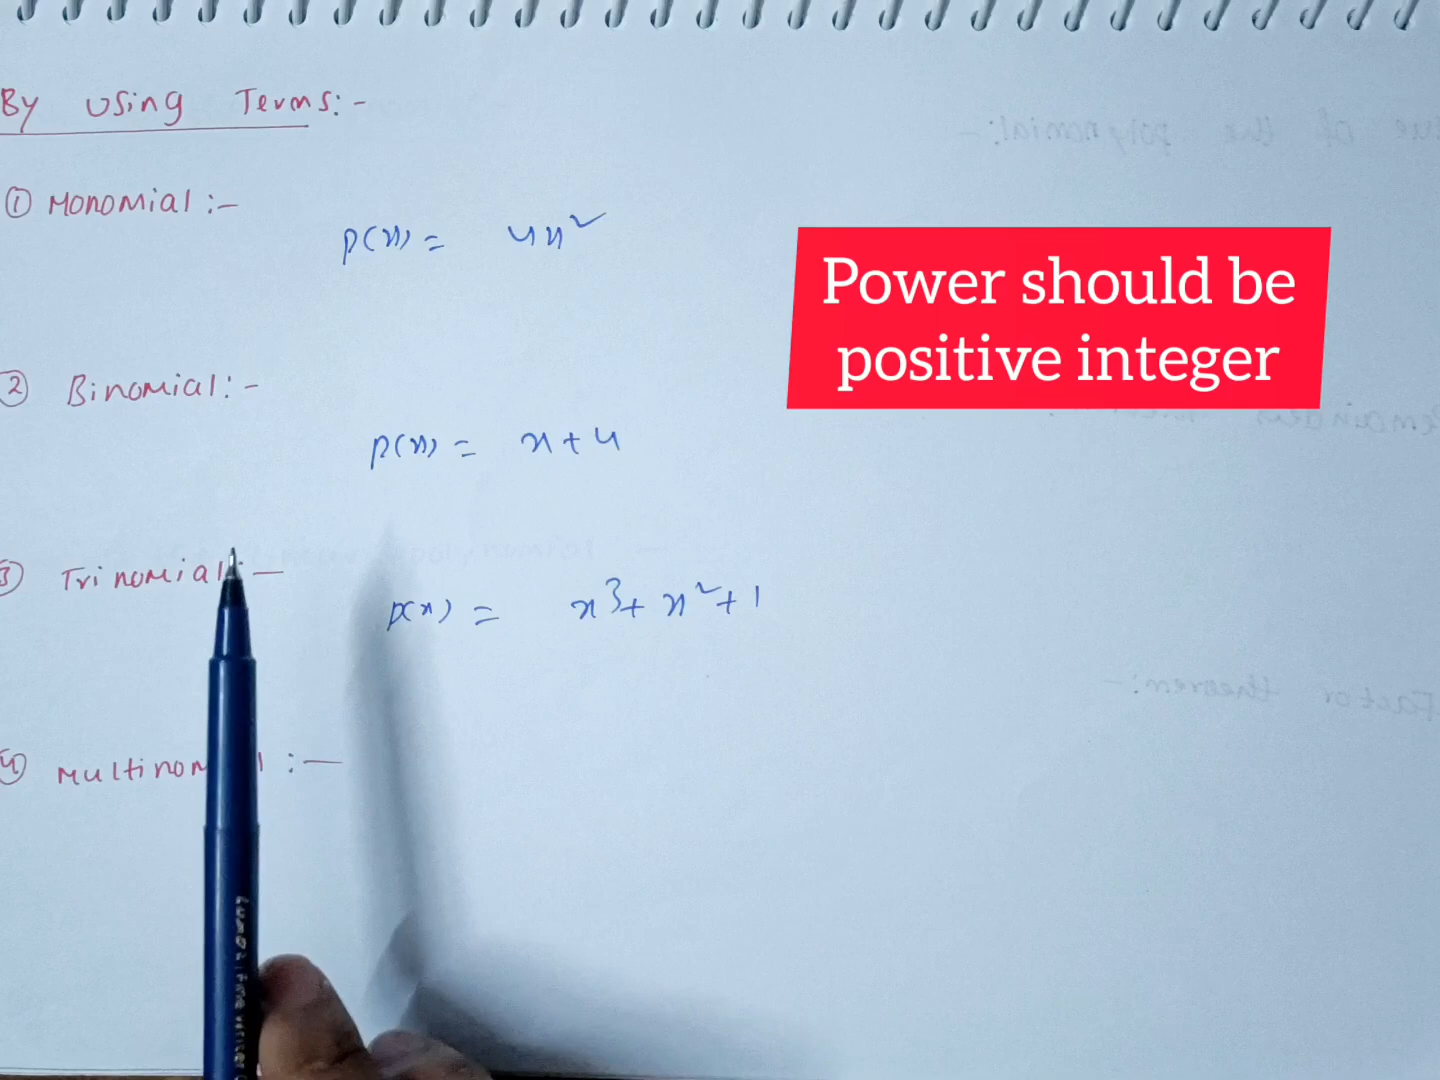 By Using Terms:-
① Monomial :-
p(x) = 4x²
Power should be
positive integer
② Binomial:-
p(x) = x+4
③ Trinomial:-
p(x) = x³+ x²+1
④ :-